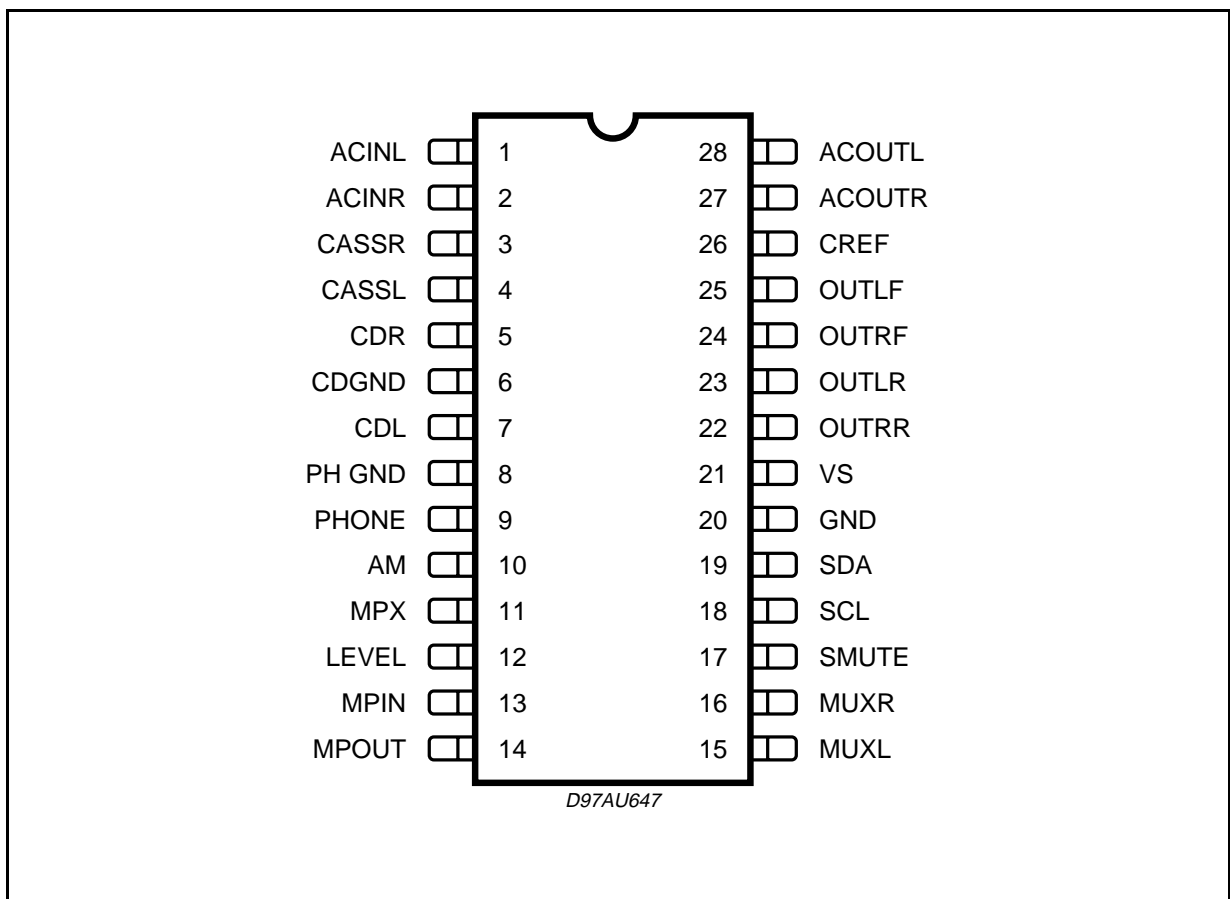 ACINL 1 28 ACOUTL
ACINR 2 27 ACOUTR
CASSR 3 26 CREF
CASSL 4 25 OUTLF
CDR 5 24 OUTRF
CDGND 6 23 OUTLR
CDL 7 22 OUTRR
PH GND 8 21 VS
PHONE 9 20 GND
AM 10 19 SDA
MPX 11 18 SCL
LEVEL 12 17 SMUTE
MPIN 13 16 MUXR
MPOUT 14 15 MUXL
D97AU647